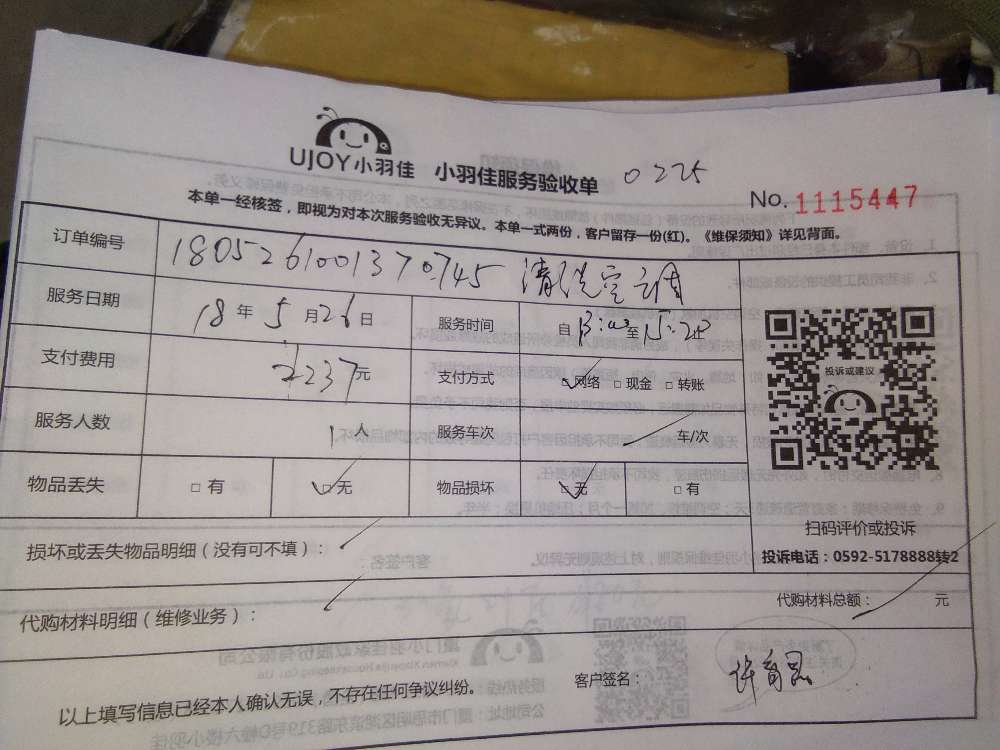 UJOY小羽佳 小羽佳服务验收单 0225
No. 1115447
本单一经核签，即视为对本次服务验收无异议。本单一式两份，客户留存一份(红)。《维保须知》详见背面。
订单编号 1805261001370745 清洗空调
服务日期 18年5月26日 服务时间 自 至
支付费用 2237元 支付方式 ☑网络 □现金 □转账
投诉或建议
服务人数 1人 服务车次 车/次
物品丢失 □有 ☑无 物品损坏 ☑无 □有
扫码评价或投诉
损坏或丢失物品明细（没有可不填）：
投诉电话：0592-5178888转2
代购材料明细（维修业务）：
代购材料总额： 元
以上填写信息已经本人确认无误，不存在任何争议纠纷。 客户签名：